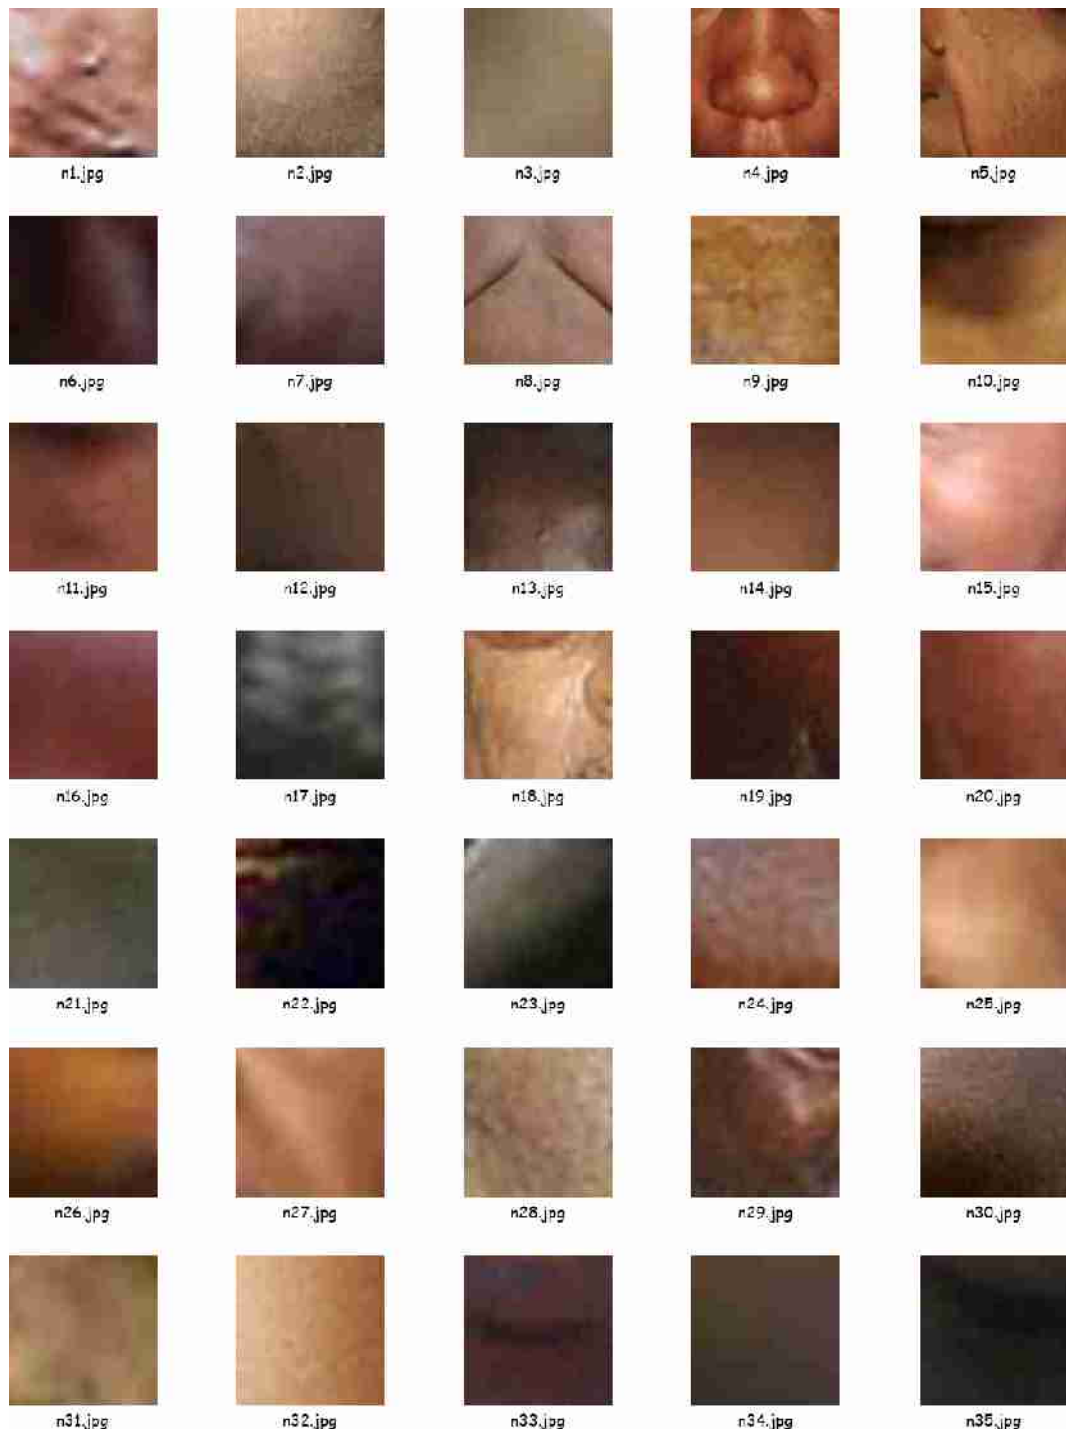 n1.jpg n2.jpg n3.jpg n4.jpg n5.jpg
n6.jpg n7.jpg n8.jpg n9.jpg n10.jpg
n11.jpg n12.jpg n13.jpg n14.jpg n15.jpg
n16.jpg n17.jpg n18.jpg n19.jpg n20.jpg
n21.jpg n22.jpg n23.jpg n24.jpg n25.jpg
n26.jpg n27.jpg n28.jpg n29.jpg n30.jpg
n31.jpg n32.jpg n33.jpg n34.jpg n35.jpg